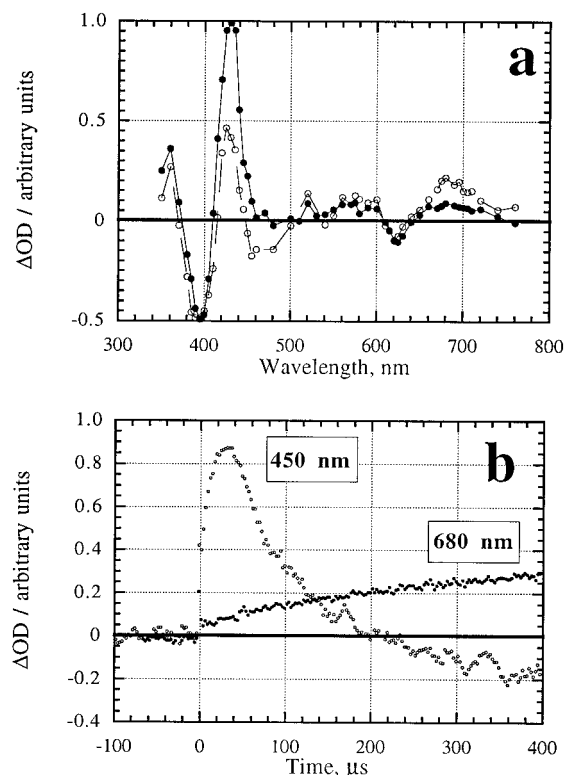 a
1.0
0.5
0
-0.5
ΔOD / arbitrary units
300 400 500 600 700 800
Wavelength, nm
b
450 nm
680 nm
1.0
0.8
0.6
0.4
0.2
0
-0.2
-0.4
ΔOD / arbitrary units
-100 0 100 200 300 400
Time, μs